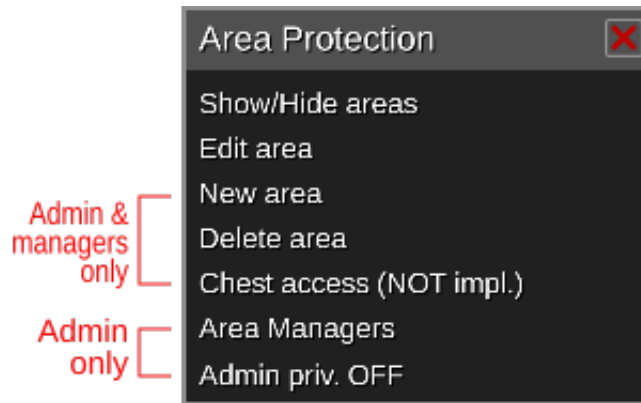 Area Protection
Show/Hide areas
Edit area
New area
Delete area
Chest access (NOT impl.)
Area Managers
Admin priv. OFF
Admin &
managers
only
Admin
only